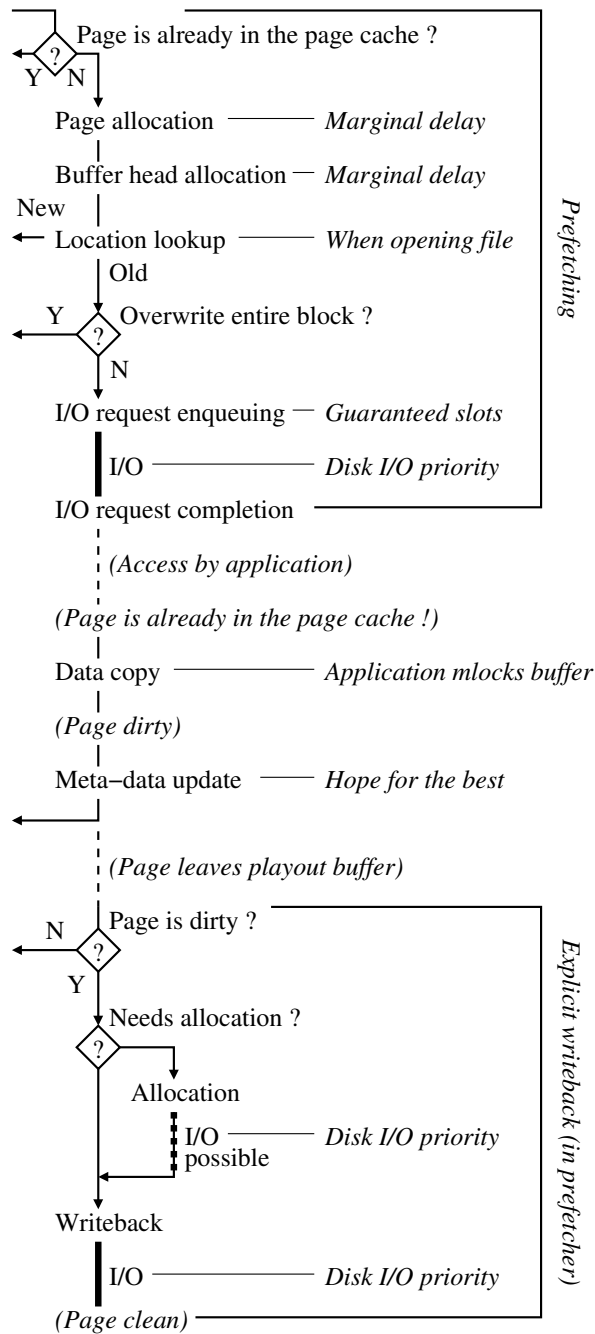 Page is already in the page cache ?
?
Y N
Page allocation Marginal delay
Buffer head allocation Marginal delay
New
Location lookup When opening file
Old
Prefetching
Y ? Overwrite entire block ?
N
I/O request enqueuing Guaranteed slots
I/O Disk I/O priority
I/O request completion
(Access by application)
(Page is already in the page cache !)
Data copy Application mlocks buffer
(Page dirty)
Meta−data update Hope for the best
(Page leaves playout buffer)
Page is dirty ?
N ?
Y
Needs allocation ?
?
Allocation
I/O Disk I/O priority
possible
Explicit writeback (in prefetcher)
Writeback
I/O Disk I/O priority
(Page clean)